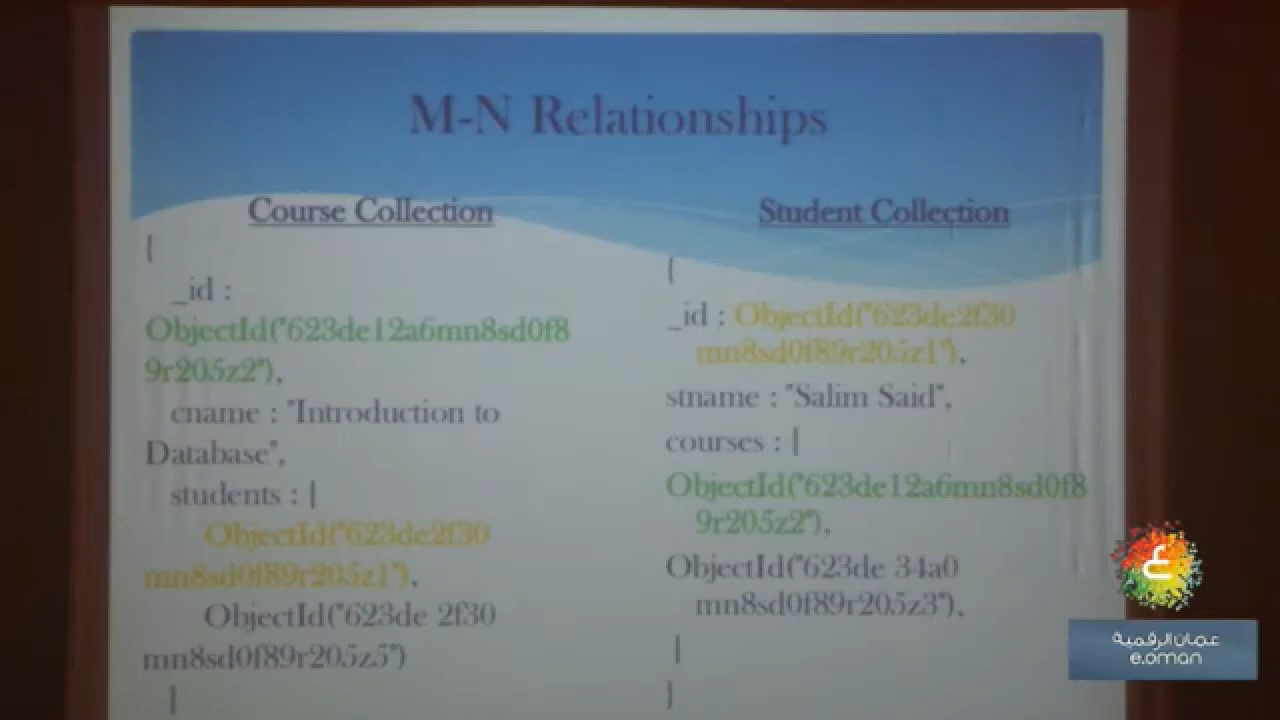 M-N Relationships
Course Collection
{
_id :
ObjectId("623de12a6mn8sd0f8
9r205z2"),
cname : "Introduction to
Database",
students : [
ObjectId("623de2f30
mn8sd0f89r205z1"),
ObjectId("623de 2f30
mn8sd0f89r205z5")
]
Student Collection
{
_id : ObjectId("623de2f30
mn8sd0f89r205z1"),
stname : "Salim Said",
courses : [
ObjectId("623de12a6mn8sd0f8
9r205z2"),
ObjectId("623de 34a0
mn8sd0f89r205z3"),
]
}
ع
عمان الرقمية
e.oman